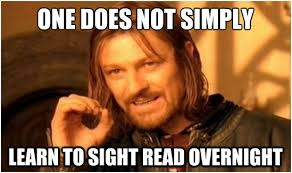 ONE DOES NOT SIMPLY
LEARN TO SIGHT READ OVERNIGHT